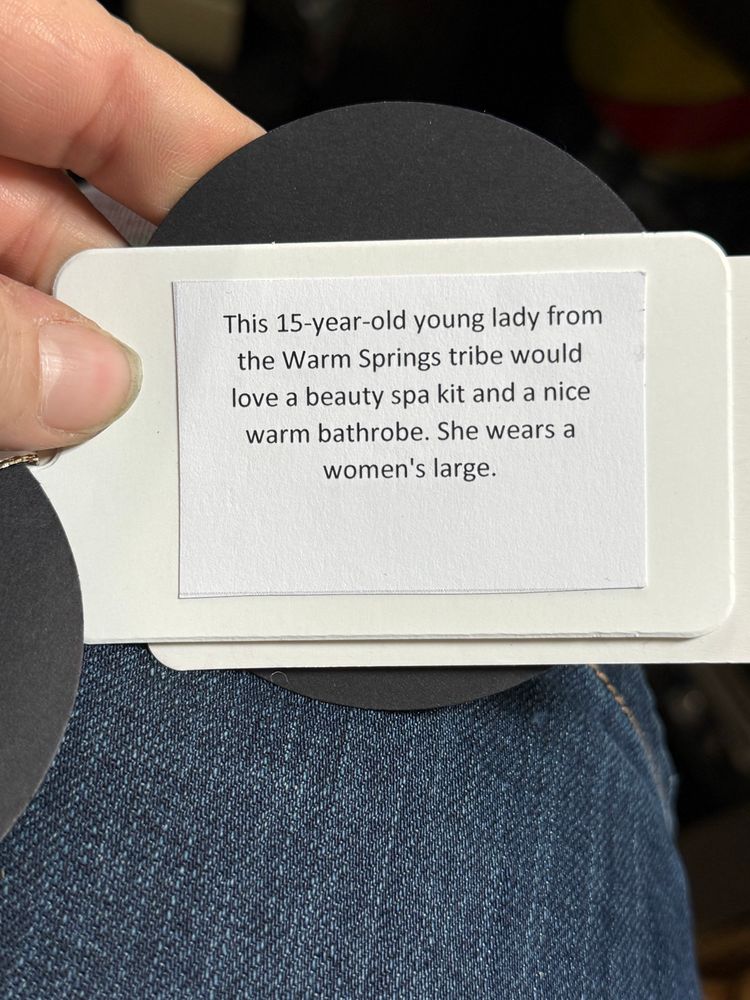 This 15-year-old young lady from
the Warm Springs tribe would
love a beauty spa kit and a nice
warm bathrobe. She wears a
women's large.